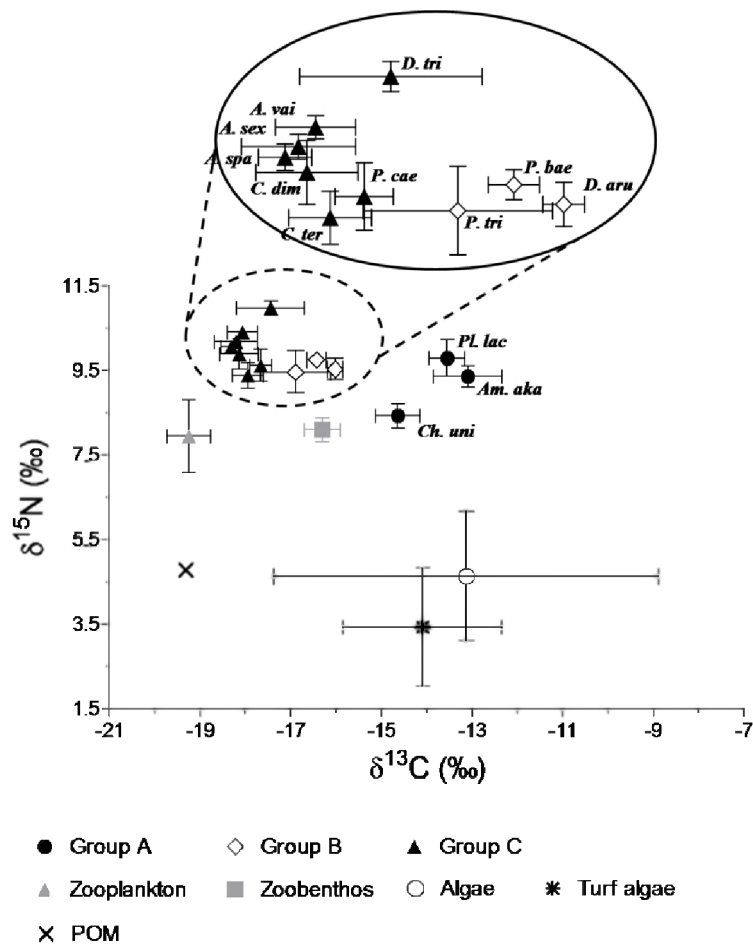 D. tri
A. vai
A. sex
A. spa
C. dim
P. cae
C. ter
P. bae
D. aru
P. tri
11.5
9.5
7.5
5.5
3.5
1.5
δ15N (‰)
Pl. lac
Am. aka
Ch. uni
-21 -19 -17 -15 -13 -11 -9 -7
δ13C (‰)
Group A Group B Group C
Zooplankton Zoobenthos Algae Turf algae
POM